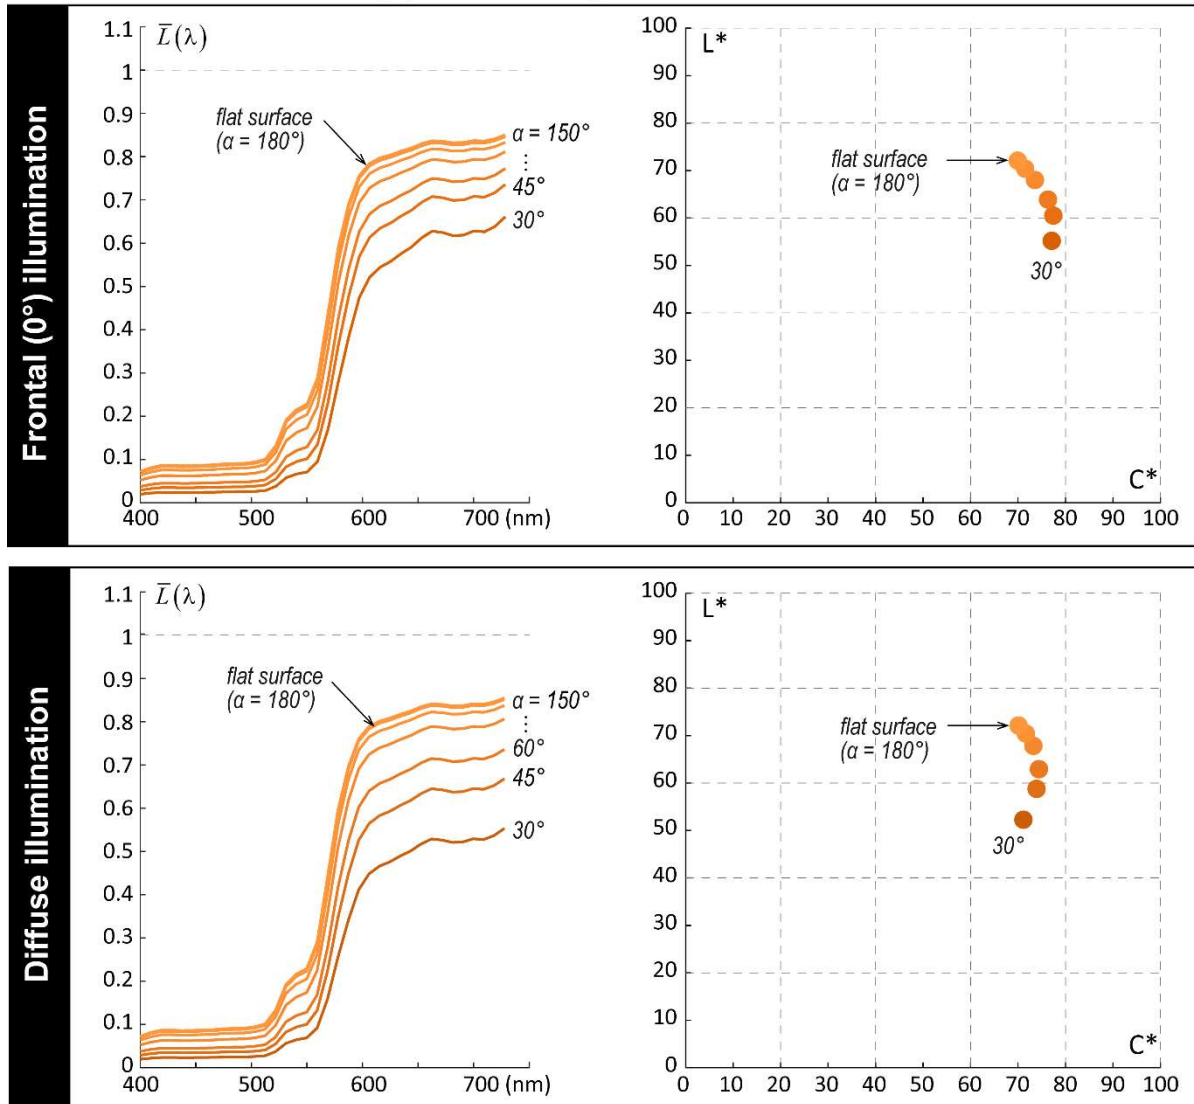 Frontal (0°) illumination
L̅(λ)
1.1
1
0.9
0.8
0.7
0.6
0.5
0.4
0.3
0.2
0.1
0
400
500
600
700 (nm)
flat surface
(α = 180°)
α = 150°
⋮
45°
30°
L*
100
90
80
70
60
50
40
30
20
10
0
0 10 20 30 40 50 60 70 80 90 100
C*
flat surface
(α = 180°)
30°
Diffuse illumination
L̅(λ)
1.1
1
0.9
0.8
0.7
0.6
0.5
0.4
0.3
0.2
0.1
0
400
500
600
700 (nm)
flat surface
(α = 180°)
α = 150°
⋮
60°
45°
30°
L*
100
90
80
70
60
50
40
30
20
10
0
0 10 20 30 40 50 60 70 80 90 100
C*
flat surface
(α = 180°)
30°